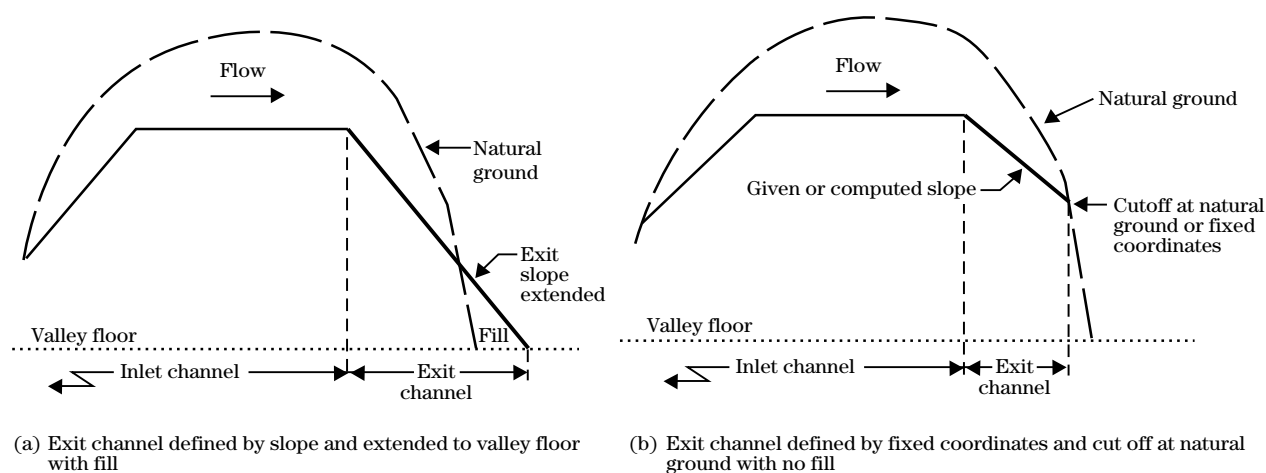 Flow
Natural
ground
Exit
slope
extended
Valley floor
Fill
Inlet channel
Exit
channel
(a) Exit channel defined by slope and extended to valley floor
with fill
Flow
Natural ground
Given or computed slope
Cutoff at natural
ground or fixed
coordinates
Valley floor
Inlet channel
Exit
channel
(b) Exit channel defined by fixed coordinates and cut off at natural
ground with no fill